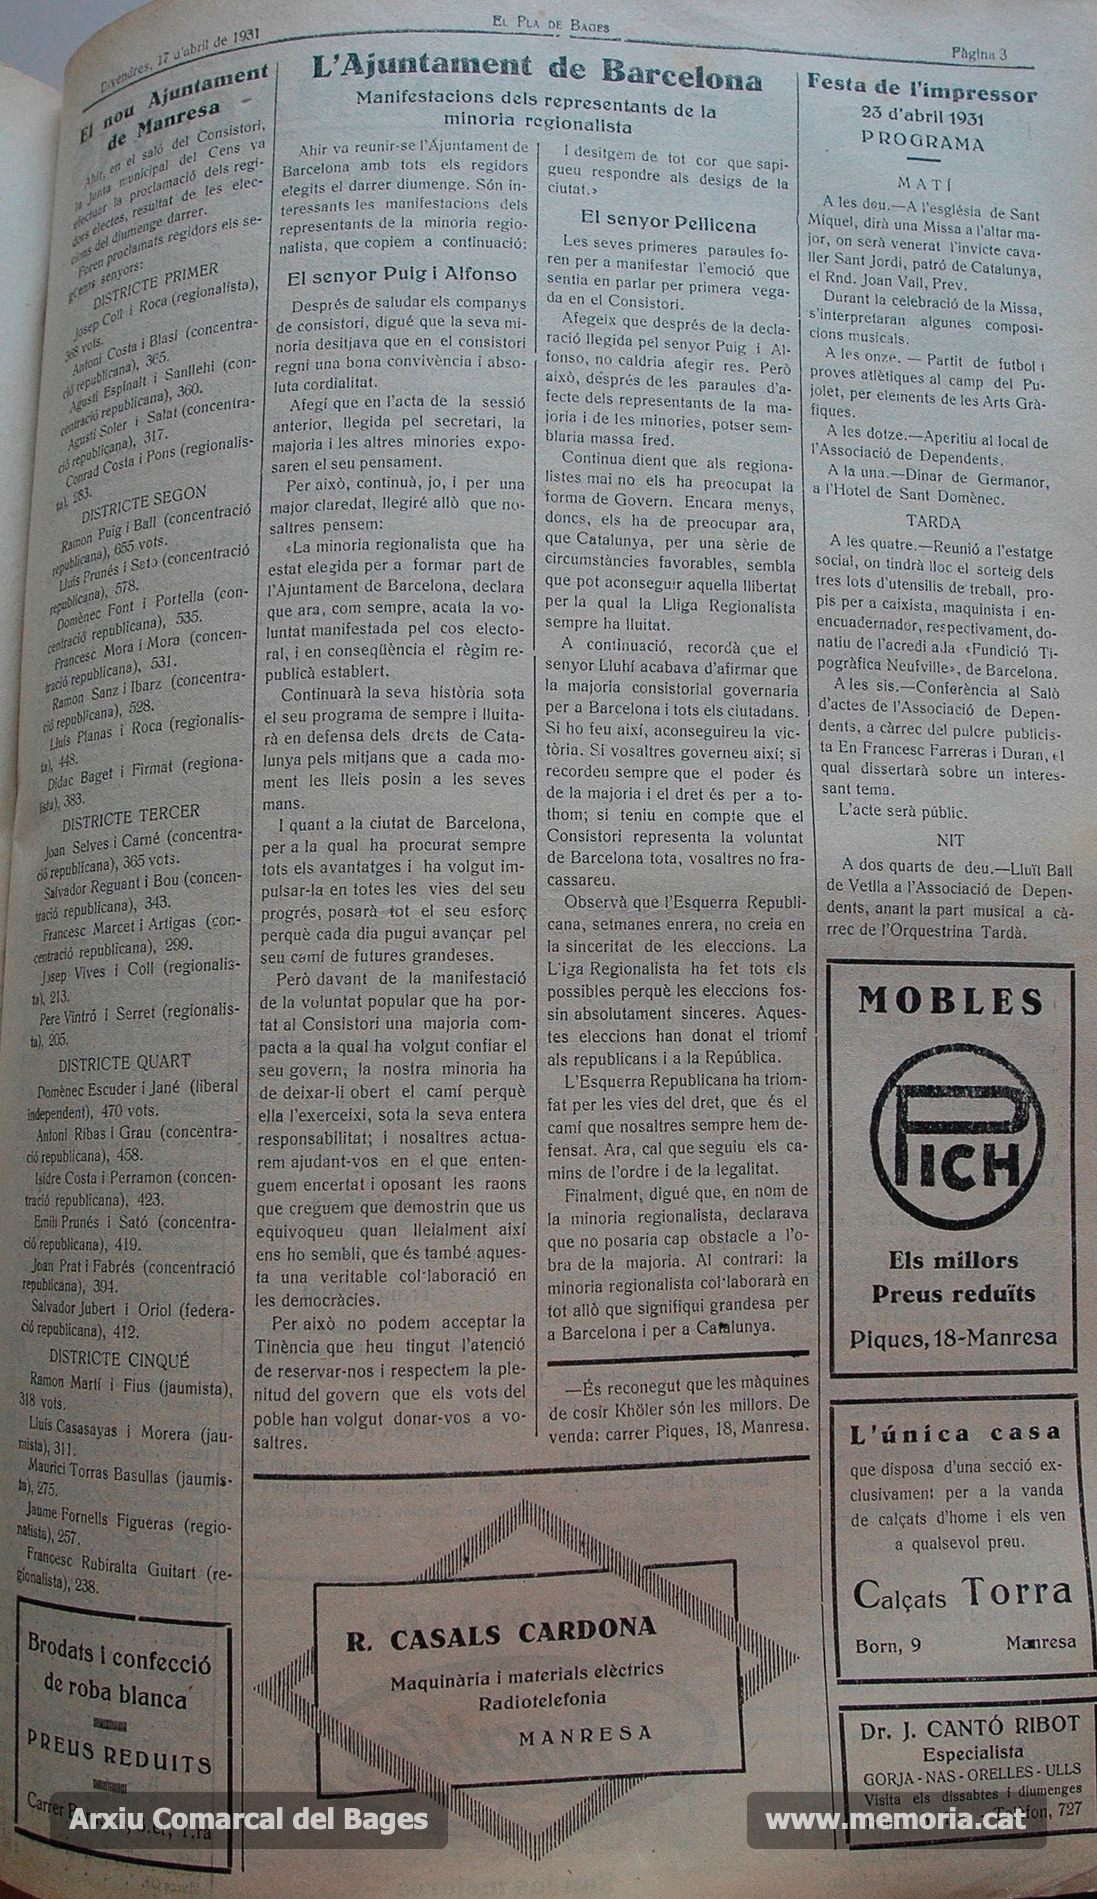 Divendres, 17 d'abril de 1931
EL PLA DE BAGES
Pàgina 3
El nou Ajuntament
de Manresa
Ahir, en el saló del Consistori,
la Junta municipal del Cens va
efectuar la proclamació dels regi-
dors electes, resultat de les elec-
cions del diumenge darrer.
Foren proclamats regidors els se-
güents senyors:
DISTRICTE PRIMER
Josep Coll i Roca (regionalista),
368 vots.
Antoni Costa i Blasi (concentra-
ció republicana), 365.
Agustí Espinalt i Sanllehi (con-
centració republicana), 360.
Agustí Soler i Salat (concentra-
ció republicana), 317.
Conrad Costa i Pons (regionalis-
ta), 283.
DISTRICTE SEGON
Ramon Puig i Ball (concentració
republicana), 655 vots.
Lluís Prunés i Sató (concentració
republicana), 578.
Domènec Font i Portella (con-
centració republicana), 535.
Francesc Mora i Mora (concen-
tració republicana), 531.
Ramon Sanz i Ibarz (concentra-
ció republicana), 528.
Lluís Planas i Roca (regionalis-
ta), 448.
Dídac Baget i Firmat (regiona-
lista), 383.
DISTRICTE TERCER
Joan Selves i Carné (concentra-
ció republicana), 365 vots.
Salvador Reguant i Bou (concen-
tració republicana), 343.
Francesc Marcet i Artigas (con-
centració republicana), 299.
Josep Vives i Coll (regionalis-
ta), 213.
Pere Vintró i Serret (regionalis-
ta), 205.
DISTRICTE QUART
Domènec Escuder i Jané (liberal
independent), 470 vots.
Antoni Ribas i Grau (concentra-
ció republicana), 458.
Isidre Costa i Perramon (concen-
tració republicana), 423.
Emili Prunés i Sató (concentra-
ció republicana), 419.
Joan Prat i Fabrés (concentració
republicana), 394.
Salvador Jubert i Oriol (federa-
ció republicana), 412.
DISTRICTE CINQUÉ
Ramon Martí i Fius (jaumista),
318 vots.
Lluís Casasayas i Morera (jau-
mista), 311.
Maurici Torras Basullas (jaumis-
ta), 275.
Jaume Fornells Figueras (regio-
nalista), 257.
Francesc Rubiralta Guitart (re-
gionalista), 238.
Brodats i confecció
de roba blanca
PREUS REDUITS
Carrer
L'Ajuntament de Barcelona
Manifestacions dels representants de la
minoria regionalista
Ahir va reunir-se l'Ajuntament de
Barcelona amb tots els regidors
elegits el darrer diumenge. Són in-
teressants les manifestacions dels
representants de la minoria regio-
nalista, que copiem a continuació:
El senyor Puig i Alfonso
Després de saludar els companys
de consistori, digué que la seva mi-
noria desitjava que en el consistori
regni una bona convivència i abso-
luta cordialitat.
Afegí que en l'acta de la sessió
anterior, llegida pel secretari, la
majoria i les altres minories expo-
saren el seu pensament.
Per això, continuà, jo, i per una
major claredat, llegiré allò que no-
saltres pensem:
«La minoria regionalista que ha
estat elegida per a formar part de
l'Ajuntament de Barcelona, declara
que ara, com sempre, acata la vo-
luntat manifestada pel cos electo-
ral, i en conseqüència el règim re-
publicà establert.
Continuarà la seva història sota
el seu programa de sempre i lluita-
rà en defensa dels drets de Cata-
lunya pels mitjans que a cada mo-
ment les lleis posin a les seves
mans.
I quant a la ciutat de Barcelona,
per a la qual ha procurat sempre
tots els avantatges i ha volgut im-
pulsar-la en totes les vies del seu
progrés, posarà tot el seu esforç
perquè cada dia pugui avançar pel
seu camí de futures grandeses.
Però davant de la manifestació
de la voluntat popular que ha por-
tat al Consistori una majoria com-
pacta a la qual ha volgut confiar el
seu govern, la nostra minoria ha
de deixar-li obert el camí perquè
ella l'exerceixi, sota la seva entera
responsabilitat; i nosaltres actua-
rem ajudant-vos en el que enten-
guem encertat i oposant les raons
que creguem que demostrin que us
equivoqueu quan lleialment així
ens ho sembli, que és també aques-
ta una veritable col·laboració en
les democràcies.
Per això no podem acceptar la
Tinència que heu tingut l'atenció
de reservar-nos i respectem la ple-
nitud del govern que els vots del
poble han volgut donar-vos a vo-
saltres.
I desitgem de tot cor que sapi-
gueu respondre als desigs de la
ciutat.»
El senyor Pellicena
Les seves primeres paraules fo-
ren per a manifestar l'emoció que
sentia en parlar per primera vega-
da en el Consistori.
Afegeix que després de la decla-
ració llegida pel senyor Puig i Al-
fonso, no caldria afegir res. Però
això, després de les paraules d'a-
fecte dels representants de la ma-
joria i de les minories, potser sem-
blaria massa fred.
Continua dient que als regiona-
listes mai no els ha preocupat la
forma de Govern. Encara menys,
doncs, els ha de preocupar ara,
que Catalunya, per una sèrie de
circumstàncies favorables, sembla
que pot aconseguir aquella llibertat
per la qual la Lliga Regionalista
sempre ha lluitat.
A continuació, recordà que el
senyor Lluhí acabava d'afirmar que
la majoria consistorial governaria
per a Barcelona i tots els ciutadans.
Si ho feu així, aconseguireu la vic-
tòria. Si vosaltres governeu així; si
recordeu sempre que el poder és
de la majoria i el dret és per a to-
thom; si teniu en compte que el
Consistori representa la voluntat
de Barcelona tota, vosaltres no fra-
cassareu.
Observà que l'Esquerra Republi-
cana, setmanes enrera, no creia en
la sinceritat de les eleccions. La
Lliga Regionalista ha fet tots els
possibles perquè les eleccions fos-
sin absolutament sinceres. Aques-
tes eleccions han donat el triomf
als republicans i a la República.
L'Esquerra Republicana ha triom-
fat per les vies del dret, que és el
camí que nosaltres sempre hem de-
fensat. Ara, cal que seguiu els ca-
mins de l'ordre i de la legalitat.
Finalment, digué que, en nom de
la minoria regionalista, declarava
que no posaria cap obstacle a l'o-
bra de la majoria. Al contrari: la
minoria regionalista col·laborarà en
tot allò que signifiqui grandesa per
a Barcelona i per a Catalunya.
—És reconegut que les màquines
de cosir Khöler són les millors. De
venda: carrer Piques, 18, Manresa.
R. CASALS CARDONA
Maquinària i materials elèctrics
Radiotelefonia
MANRESA
Festa de l'impressor
23 d'abril 1931
PROGRAMA
MATÍ
A les deu.—A l'església de Sant
Miquel, dirà una Missa a l'altar ma-
jor, on serà venerat l'invicte cava-
ller Sant Jordi, patró de Catalunya,
el Rnd. Joan Vall, Prev.
Durant la celebració de la Missa,
s'interpretaran algunes composi-
cions musicals.
A les onze. — Partit de futbol i
proves atlètiques al camp del Pu-
jolet, per elements de les Arts Grà-
fiques.
A les dotze.—Aperitiu al local de
l'Associació de Dependents.
A la una.—Dinar de Germanor,
a l'Hotel de Sant Domènec.
TARDA
A les quatre.—Reunió a l'estatge
social, on tindrà lloc el sorteig dels
tres lots d'utensilis de treball, pro-
pis per a caixista, maquinista i en-
encuadernador, respectivament, do-
natiu de l'acreditada «Fundició Ti-
pogràfica Neufville», de Barcelona.
A les sis.—Conferència al Saló
d'actes de l'Associació de Depen-
dents, a càrrec del pulcre publicis-
ta En Francesc Farreras i Duran, el
qual dissertarà sobre un interes-
sant tema.
L'acte serà públic.
NIT
A dos quarts de deu.—Lluït Ball
de Vetlla a l'Associació de Depen-
dents, anant la part musical a cà-
rrec de l'Orquestrina Tardà.
MOBLES
PICH
Els millors
Preus reduïts
Piques, 18-Manresa
L'única casa
que disposa d'una secció ex-
clusivament per a la vanda
de calçats d'home i els ven
a qualsevol preu.
Calçats Torra
Born, 9 Manresa
Dr. J. CANTÓ RIBOT
Especialista
GORJA - NAS - ORELLES - ULLS
Visita els dissabtes i diumenges
Telèfon, 727
Arxiu Comarcal del Bages
www.memoria.cat